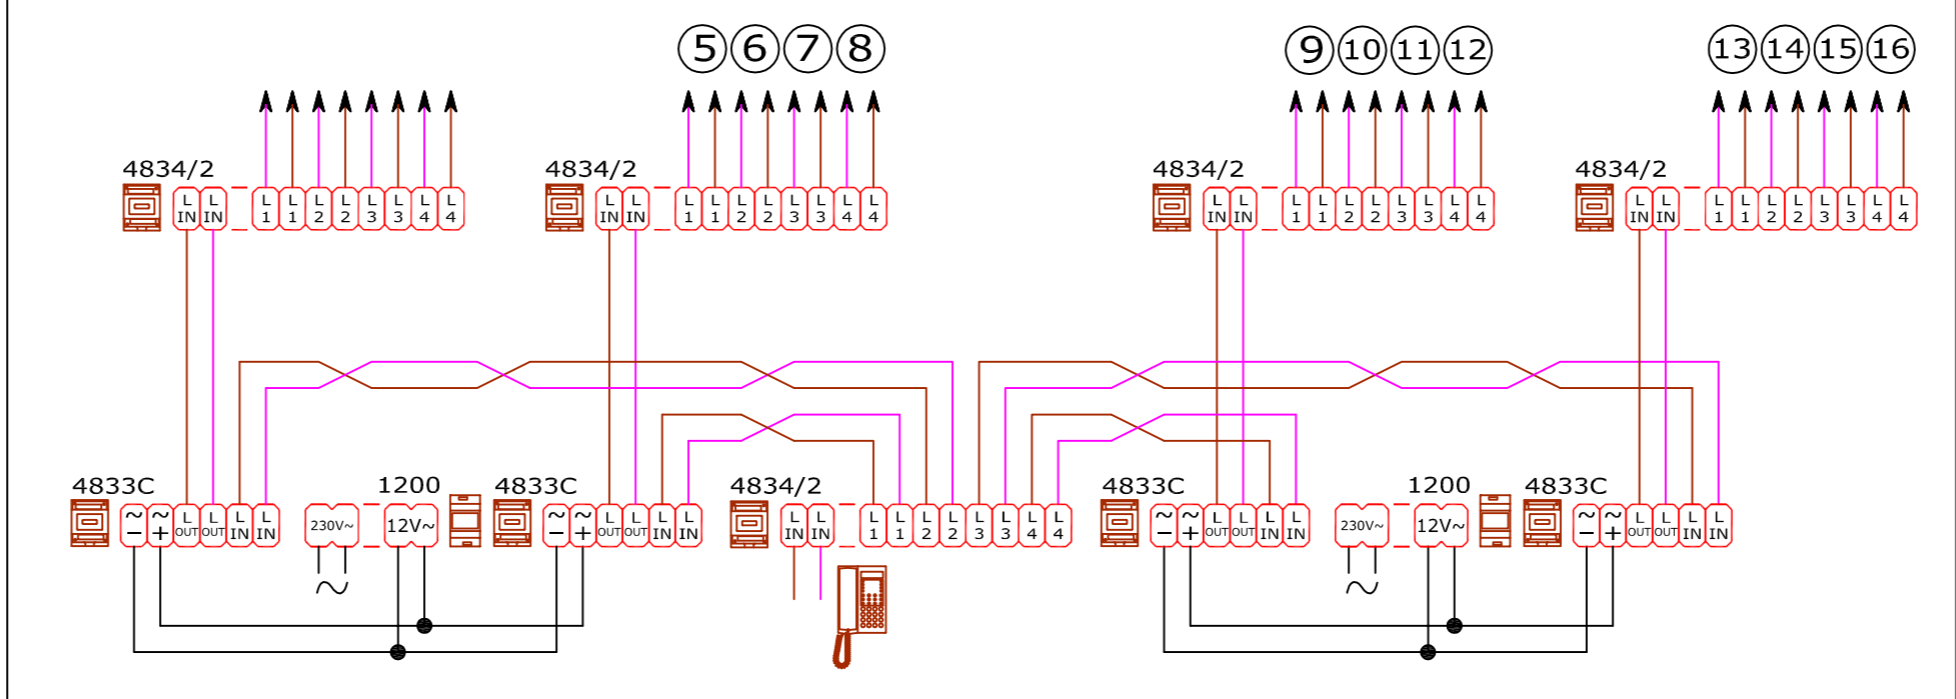 5 6 7 8 9 10 11 12 13 14 15 16
4834/2 4834/2 4834/2 4834/2
L IN L IN L 1 L 1 L 2 L 2 L 3 L 3 L 4 L 4
L IN L IN L 1 L 1 L 2 L 2 L 3 L 3 L 4 L 4
L IN L IN L 1 L 1 L 2 L 2 L 3 L 3 L 4 L 4
L IN L IN L 1 L 1 L 2 L 2 L 3 L 3 L 4 L 4
4833C 1200 4833C 4834/2 4833C 1200 4833C
~ − ~ + L OUT L OUT L IN L IN 230V~ 12V~
~ − ~ + L OUT L OUT L IN L IN
L IN L IN L 1 L 1 L 2 L 2 L 3 L 3 L 4 L 4
~ − ~ + L OUT L OUT L IN L IN 230V~ 12V~
~ − ~ + L OUT L OUT L IN L IN
~ ~